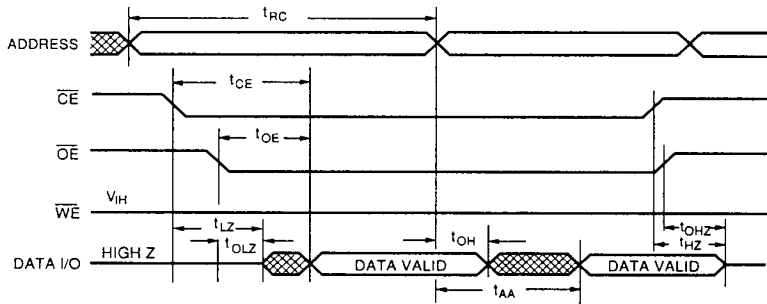 tRC
ADDRESS
tCE
CE
tOE
OE
VIH
WE
tLZ
tOHZ
tOLZ
tOH
tHZ
HIGH Z
DATA I/O
DATA VALID
DATA VALID
tAA